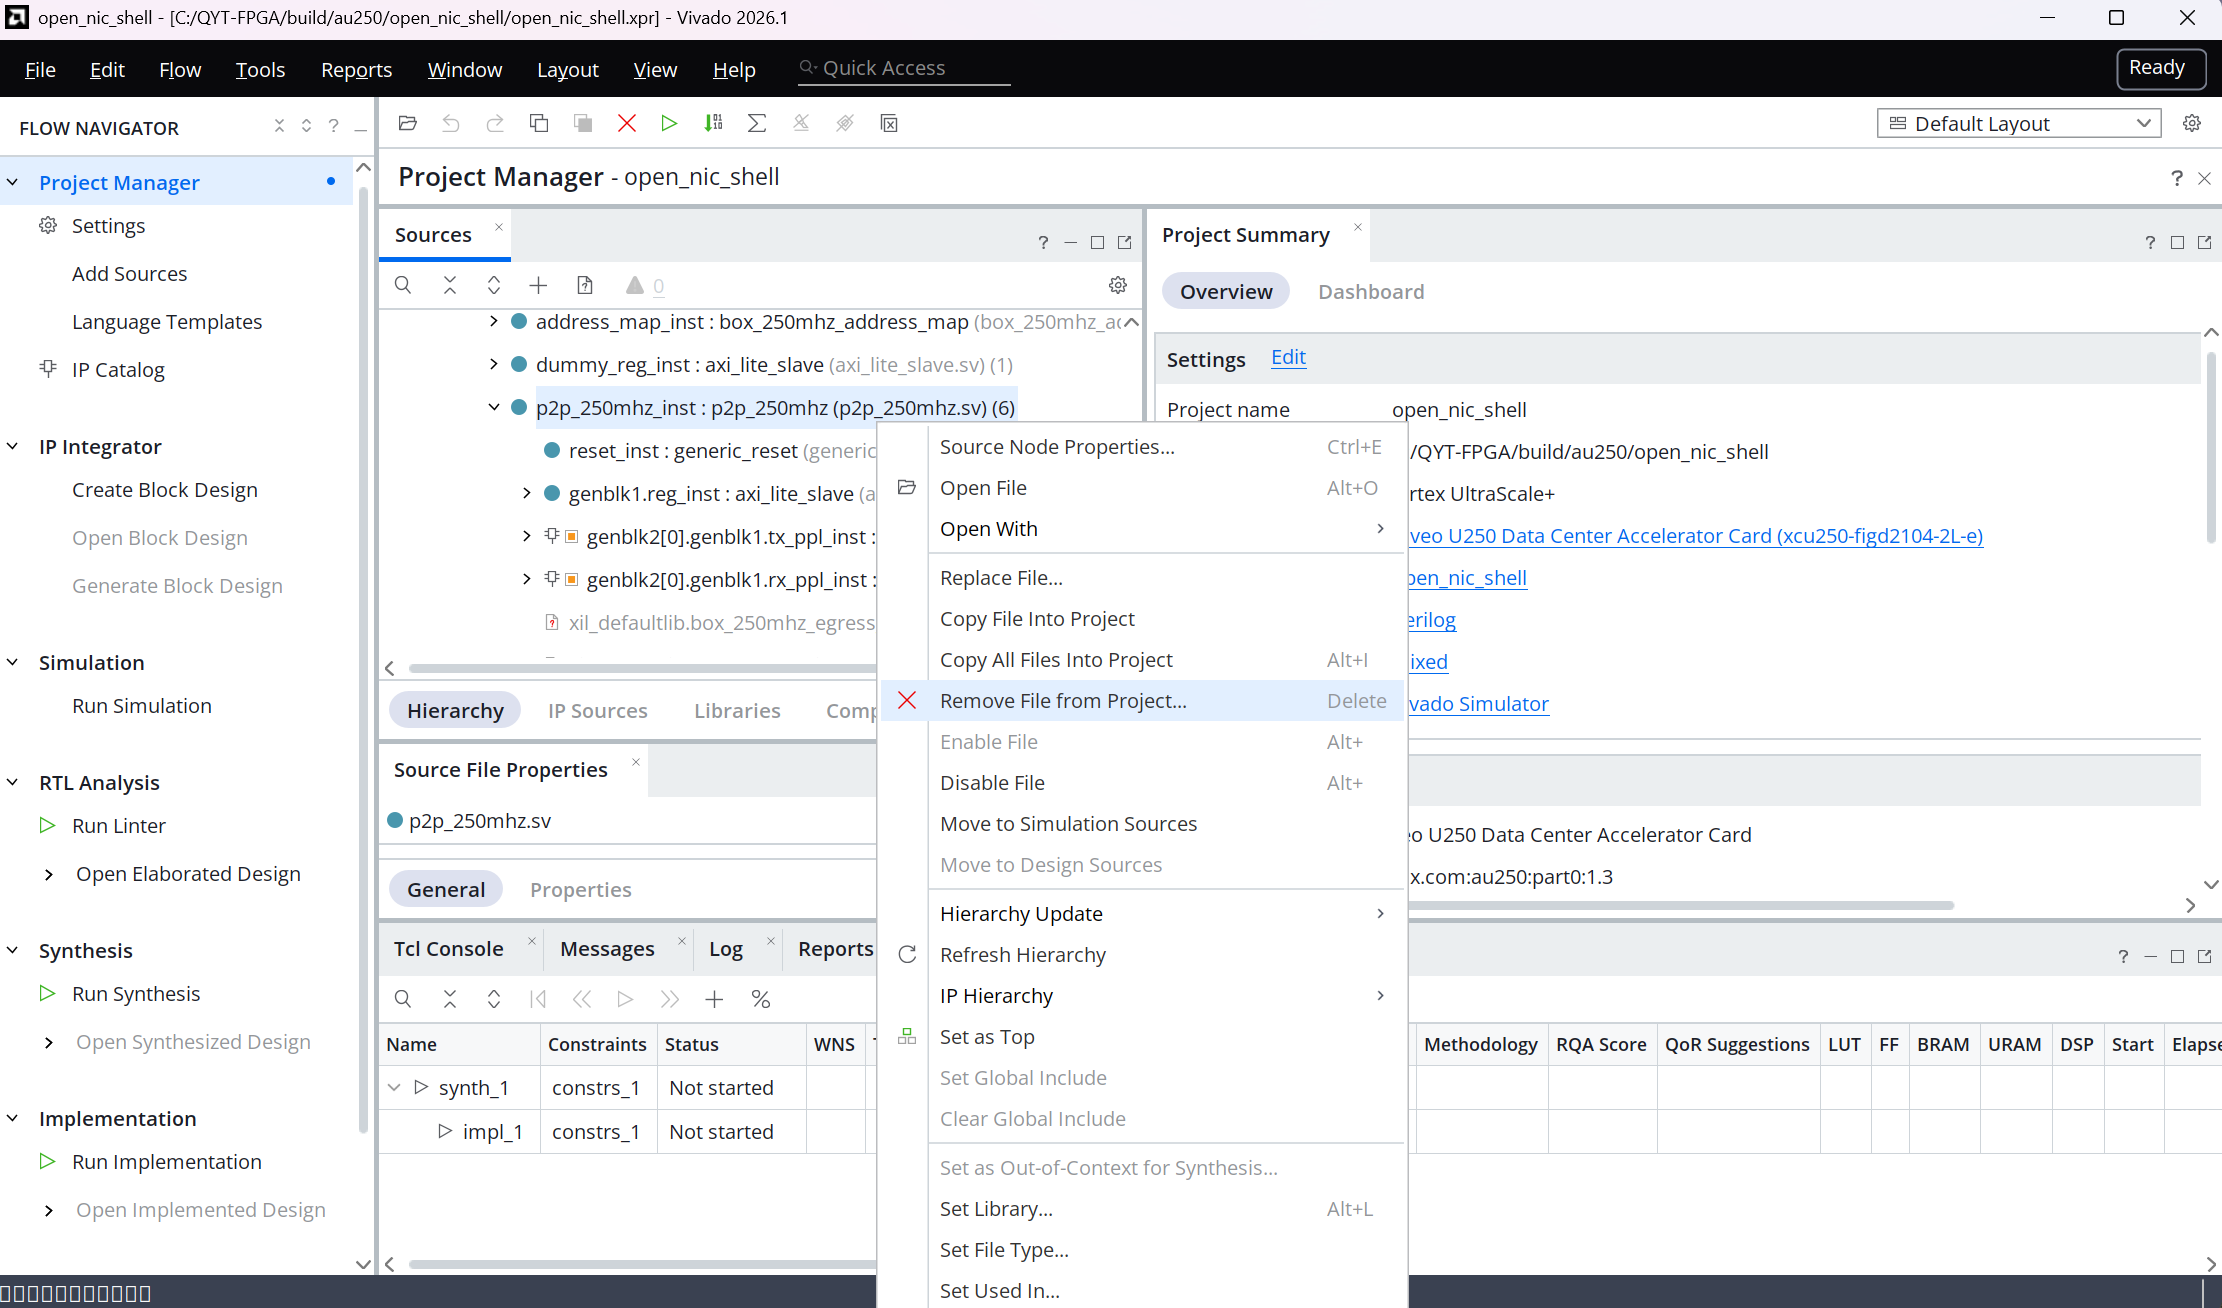 open_nic_shell - [C:/QYT-FPGA/build/au250/open_nic_shell/open_nic_shell.xpr] - Vivado 2026.1
File Edit Flow Tools Reports Window Layout View Help Quick Access Ready
FLOW NAVIGATOR
Default Layout
Project Manager
Settings
Add Sources
Language Templates
IP Catalog
IP Integrator
Create Block Design
Open Block Design
Generate Block Design
Simulation
Run Simulation
RTL Analysis
Run Linter
Open Elaborated Design
Synthesis
Run Synthesis
Open Synthesized Design
Implementation
Run Implementation
Open Implemented Design
Project Manager - open_nic_shell
Sources
0
address_map_inst : box_250mhz_address_map (box_250mhz_ac
dummy_reg_inst : axi_lite_slave (axi_lite_slave.sv) (1)
p2p_250mhz_inst : p2p_250mhz (p2p_250mhz.sv) (6)
reset_inst : generic_reset (generic
genblk1.reg_inst : axi_lite_slave (a
genblk2[0].genblk1.tx_ppl_inst :
genblk2[0].genblk1.rx_ppl_inst :
xil_defaultlib.box_250mhz_egress
Hierarchy IP Sources Libraries Comp
Source File Properties
p2p_250mhz.sv
General Properties
Source Node Properties... Ctrl+E
Open File Alt+O
Open With
Replace File...
Copy File Into Project
Copy All Files Into Project Alt+I
Remove File from Project... Delete
Enable File Alt+
Disable File Alt+
Move to Simulation Sources
Move to Design Sources
Hierarchy Update
Refresh Hierarchy
IP Hierarchy
Set as Top
Set Global Include
Clear Global Include
Set as Out-of-Context for Synthesis...
Set Library... Alt+L
Set File Type...
Set Used In...
Project Summary
Overview Dashboard
Settings Edit
Project name open_nic_shell
/QYT-FPGA/build/au250/open_nic_shell
rtex UltraScale+
veo U250 Data Center Accelerator Card (xcu250-figd2104-2L-e)
pen_nic_shell
erilog
ixed
vado Simulator
eo U250 Data Center Accelerator Card
x.com:au250:part0:1.3
Tcl Console Messages Log Reports
Name Constraints Status WNS Methodology RQA Score QoR Suggestions LUT FF BRAM URAM DSP Start Elapse
synth_1 constrs_1 Not started
impl_1 constrs_1 Not started